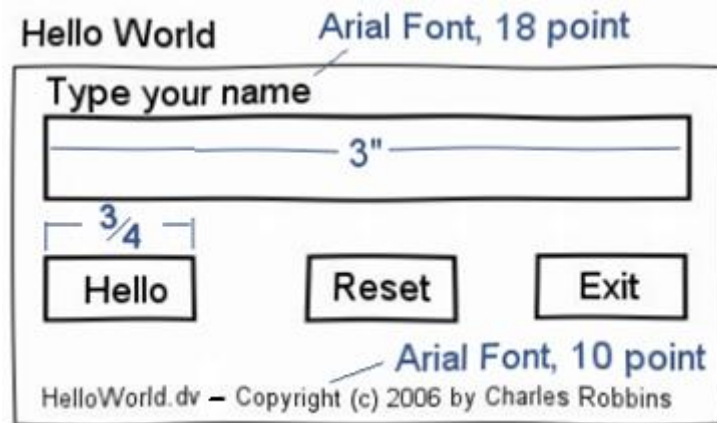 Hello World
Arial Font, 18 point
Type your name
3"
3/4
Hello Reset Exit
Arial Font, 10 point
HelloWorld.dv – Copyright (c) 2006 by Charles Robbins